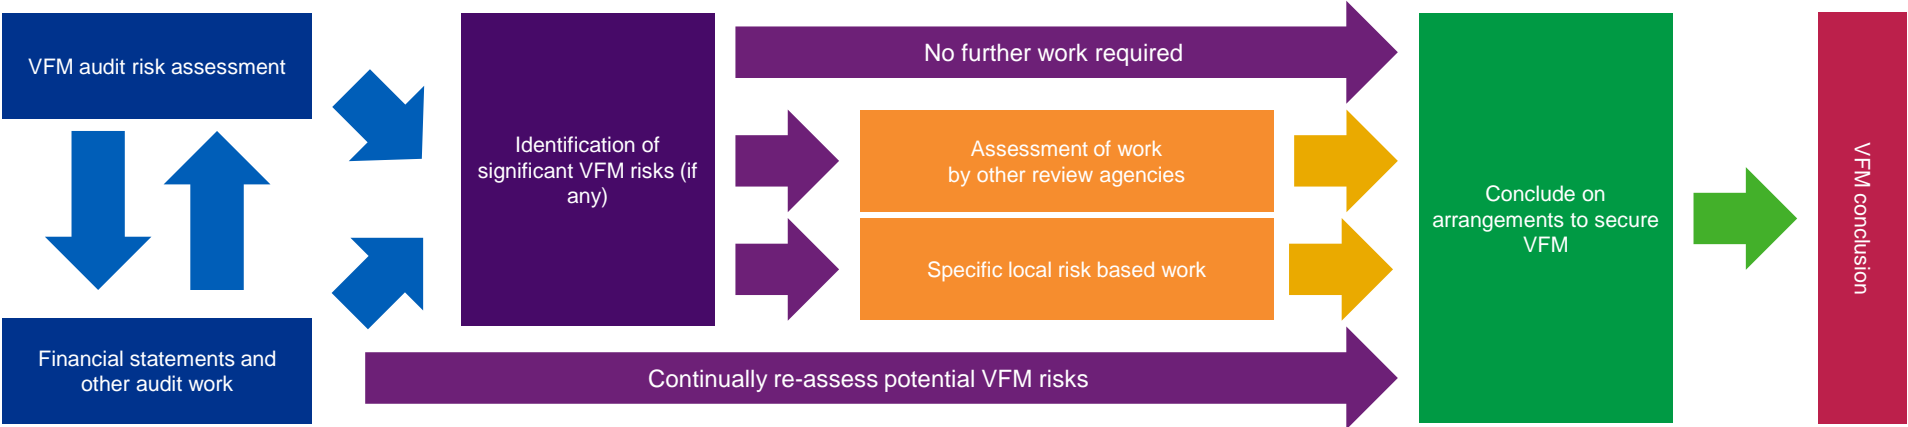 VFM audit risk assessment
Financial statements and
other audit work
Identification of
significant VFM risks (if
any)
No further work required
Assessment of work
by other review agencies
Specific local risk based work
Continually re-assess potential VFM risks
Conclude on
arrangements to secure
VFM
VFM conclusion